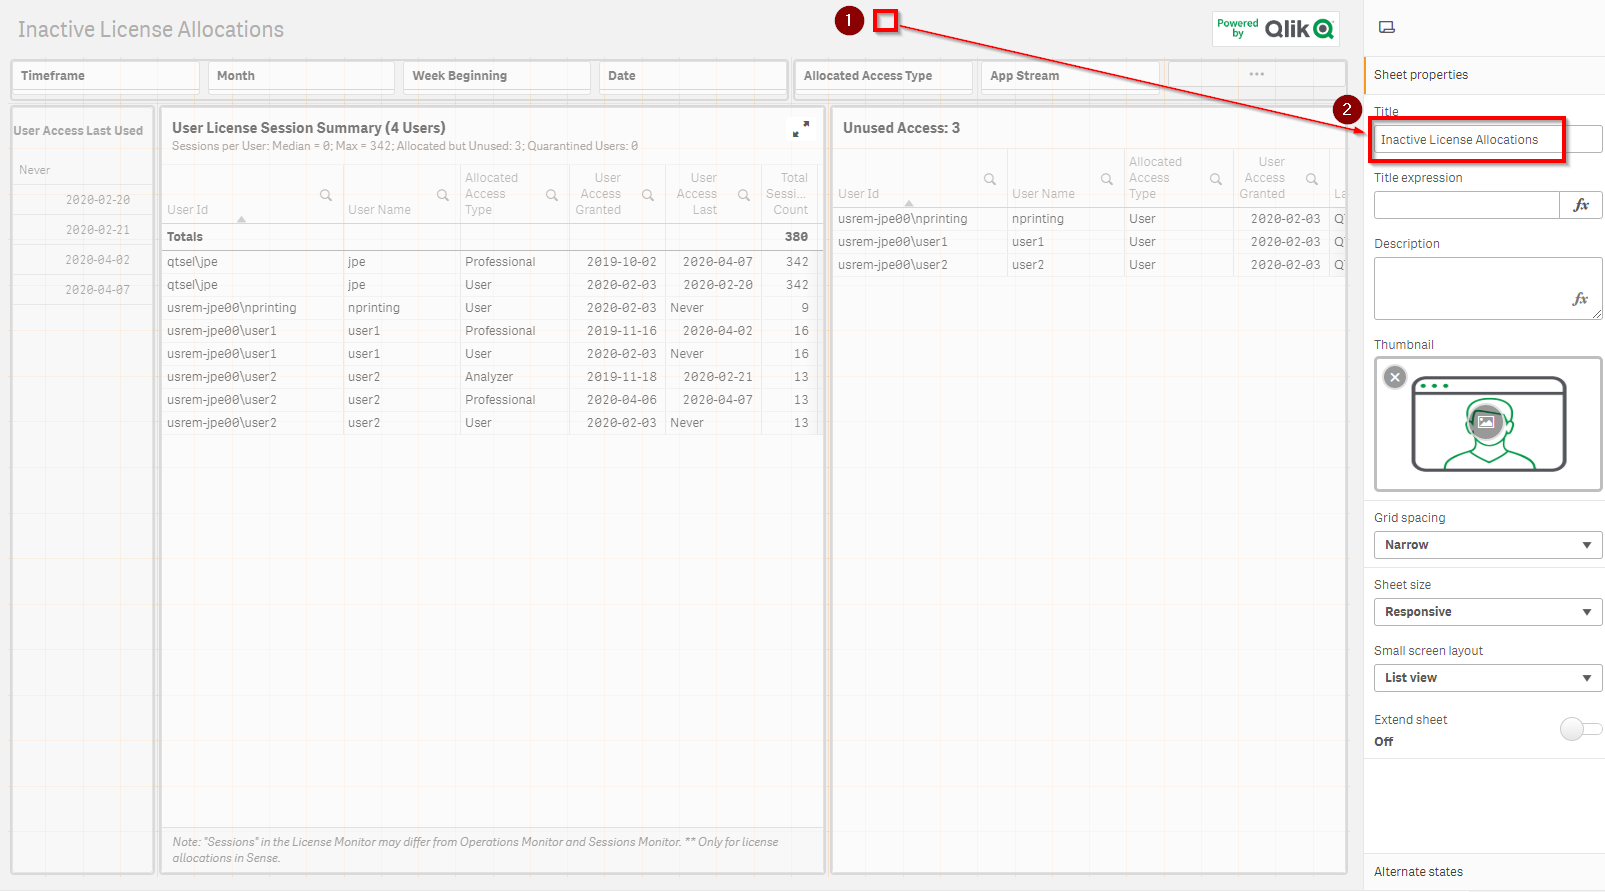 Inactive License Allocations
1
Powered by Qlik
Sheet properties
Timeframe
Month
Week Beginning
Date
Allocated Access Type
App Stream
...
2
Title
Inactive License Allocations
User Access Last Used
Never
2020-02-20
2020-02-21
2020-04-02
2020-04-07
User License Session Summary (4 Users)
Sessions per User: Median = 0; Max = 342; Allocated but Unused: 3; Quarantined Users: 0
User Id User Name Allocated Access Type User Access Granted User Access Last Total Sessi... Count
Totals 380
qtsel\jpe jpe Professional 2019-10-02 2020-04-07 342
qtsel\jpe jpe User 2020-02-03 2020-02-20 342
usrem-jpe00\nprinting nprinting User 2020-02-03 Never 9
usrem-jpe00\user1 user1 Professional 2019-11-16 2020-04-02 16
usrem-jpe00\user1 user1 User 2020-02-03 Never 16
usrem-jpe00\user2 user2 Analyzer 2019-11-18 2020-02-21 13
usrem-jpe00\user2 user2 Professional 2020-04-06 2020-04-07 13
usrem-jpe00\user2 user2 User 2020-02-03 Never 13
Note: "Sessions" in the License Monitor may differ from Operations Monitor and Sessions Monitor. ** Only for license
allocations in Sense.
Unused Access: 3
User Id User Name Allocated Access Type User Access Granted La
usrem-jpe00\nprinting nprinting User 2020-02-03
usrem-jpe00\user1 user1 User 2020-02-03
usrem-jpe00\user2 user2 User 2020-02-03
Title expression
fx
Description
fx
Thumbnail
Grid spacing
Narrow
Sheet size
Responsive
Small screen layout
List view
Extend sheet
Off
Alternate states